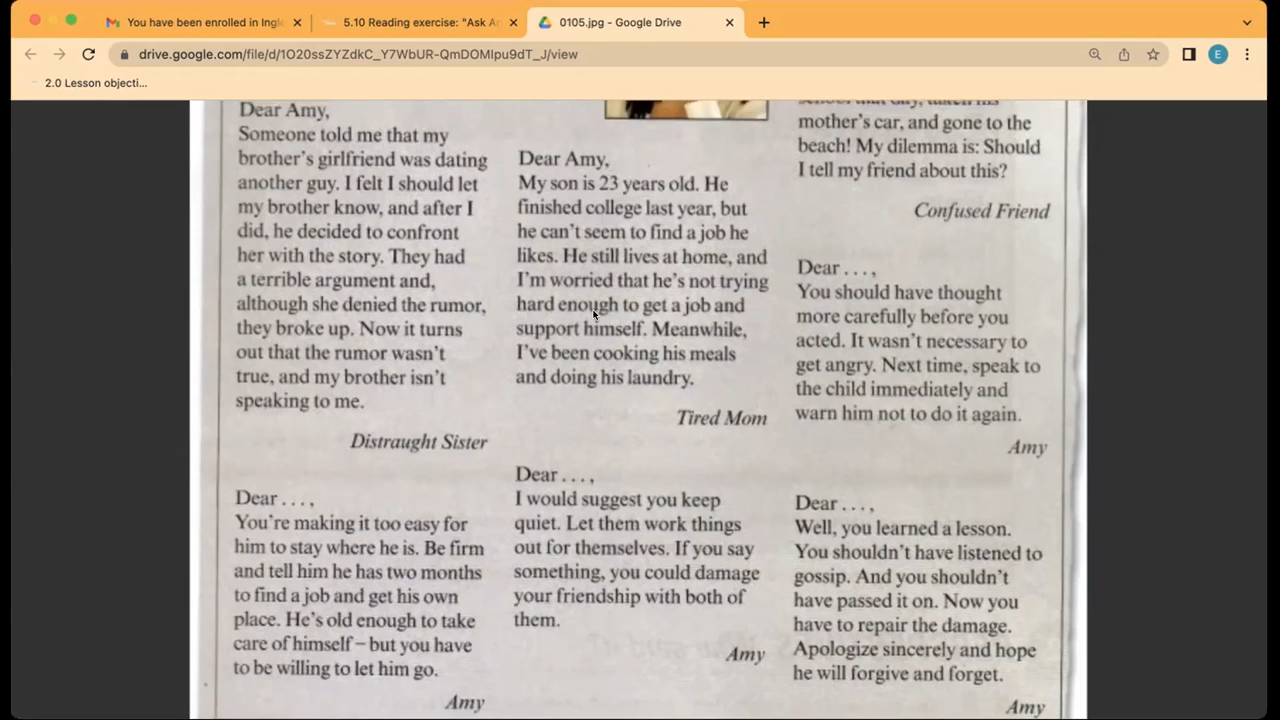 You have been enrolled in Ingl
5.10 Reading exercise: "Ask A
0105.jpg - Google Drive
drive.google.com/file/d/1O20ssZYZdkC_Y7WbUR-QmDOMIpu9dT_J/view
E
2.0 Lesson objecti...
Dear Amy,
Someone told me that my
brother's girlfriend was dating
another guy. I felt I should let
my brother know, and after I
did, he decided to confront
her with the story. They had
a terrible argument and,
although she denied the rumor,
they broke up. Now it turns
out that the rumor wasn't
true, and my brother isn't
speaking to me.
Distraught Sister
Dear . . . ,
You're making it too easy for
him to stay where he is. Be firm
and tell him he has two months
to find a job and get his own
place. He's old enough to take
care of himself – but you have
to be willing to let him go.
Amy
Dear Amy,
My son is 23 years old. He
finished college last year, but
he can't seem to find a job he
likes. He still lives at home, and
I'm worried that he's not trying
hard enough to get a job and
support himself. Meanwhile,
I've been cooking his meals
and doing his laundry.
Tired Mom
Dear . . . ,
I would suggest you keep
quiet. Let them work things
out for themselves. If you say
something, you could damage
your friendship with both of
them.
Amy
school that day, taken his
mother's car, and gone to the
beach! My dilemma is: Should
I tell my friend about this?
Confused Friend
Dear . . . ,
You should have thought
more carefully before you
acted. It wasn't necessary to
get angry. Next time, speak to
the child immediately and
warn him not to do it again.
Amy
Dear . . . ,
Well, you learned a lesson.
You shouldn't have listened to
gossip. And you shouldn't
have passed it on. Now you
have to repair the damage.
Apologize sincerely and hope
he will forgive and forget.
Amy